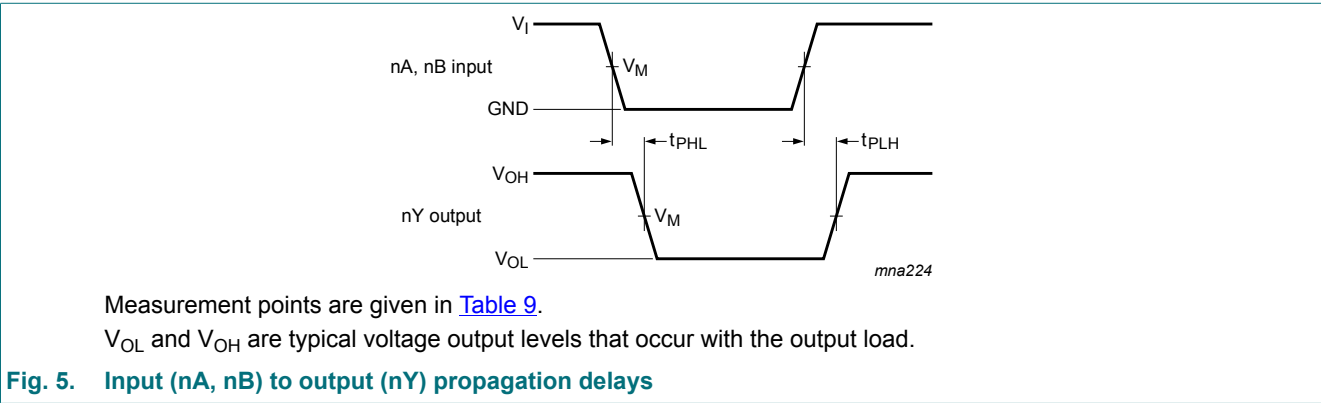 V_I
nA, nB input
V_M
GND
t_PHL
t_PLH
V_OH
nY output
V_M
V_OL
mna224
Measurement points are given in Table 9.
V_OL and V_OH are typical voltage output levels that occur with the output load.
Fig. 5. Input (nA, nB) to output (nY) propagation delays